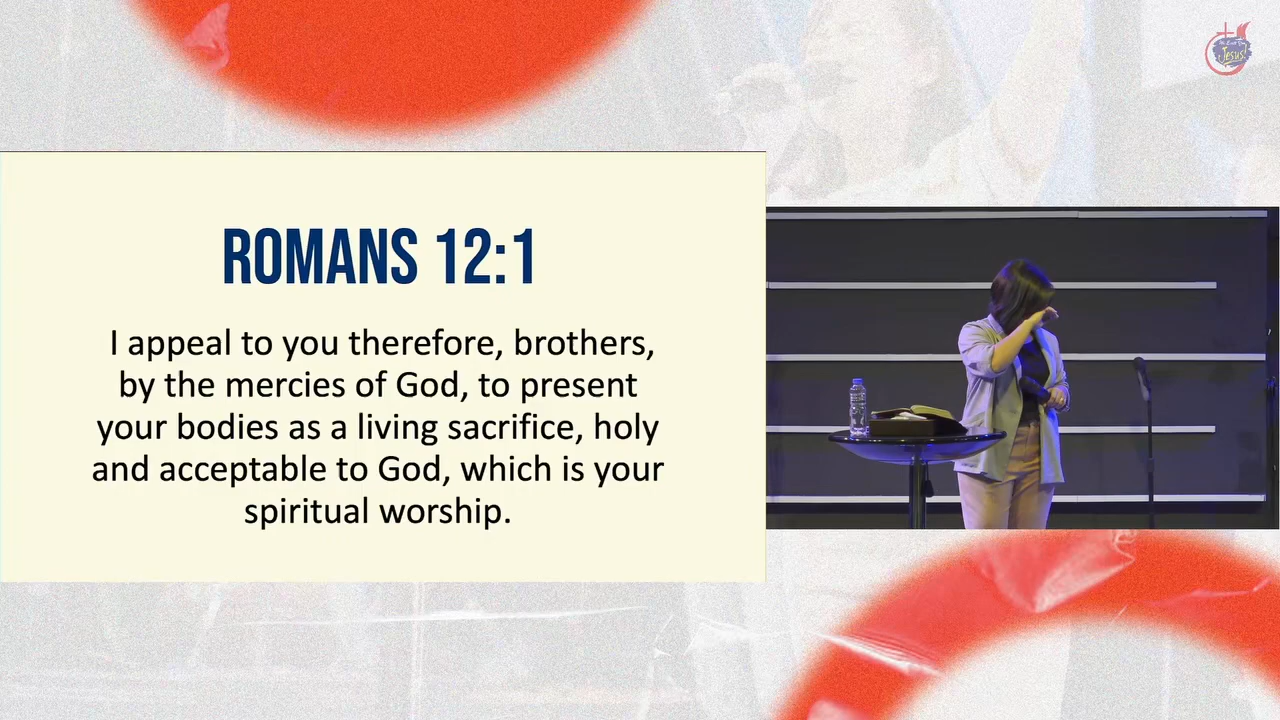 ROMANS 12:1
I appeal to you therefore, brothers,
by the mercies of God, to present
your bodies as a living sacrifice, holy
and acceptable to God, which is your
spiritual worship.
Jesus!